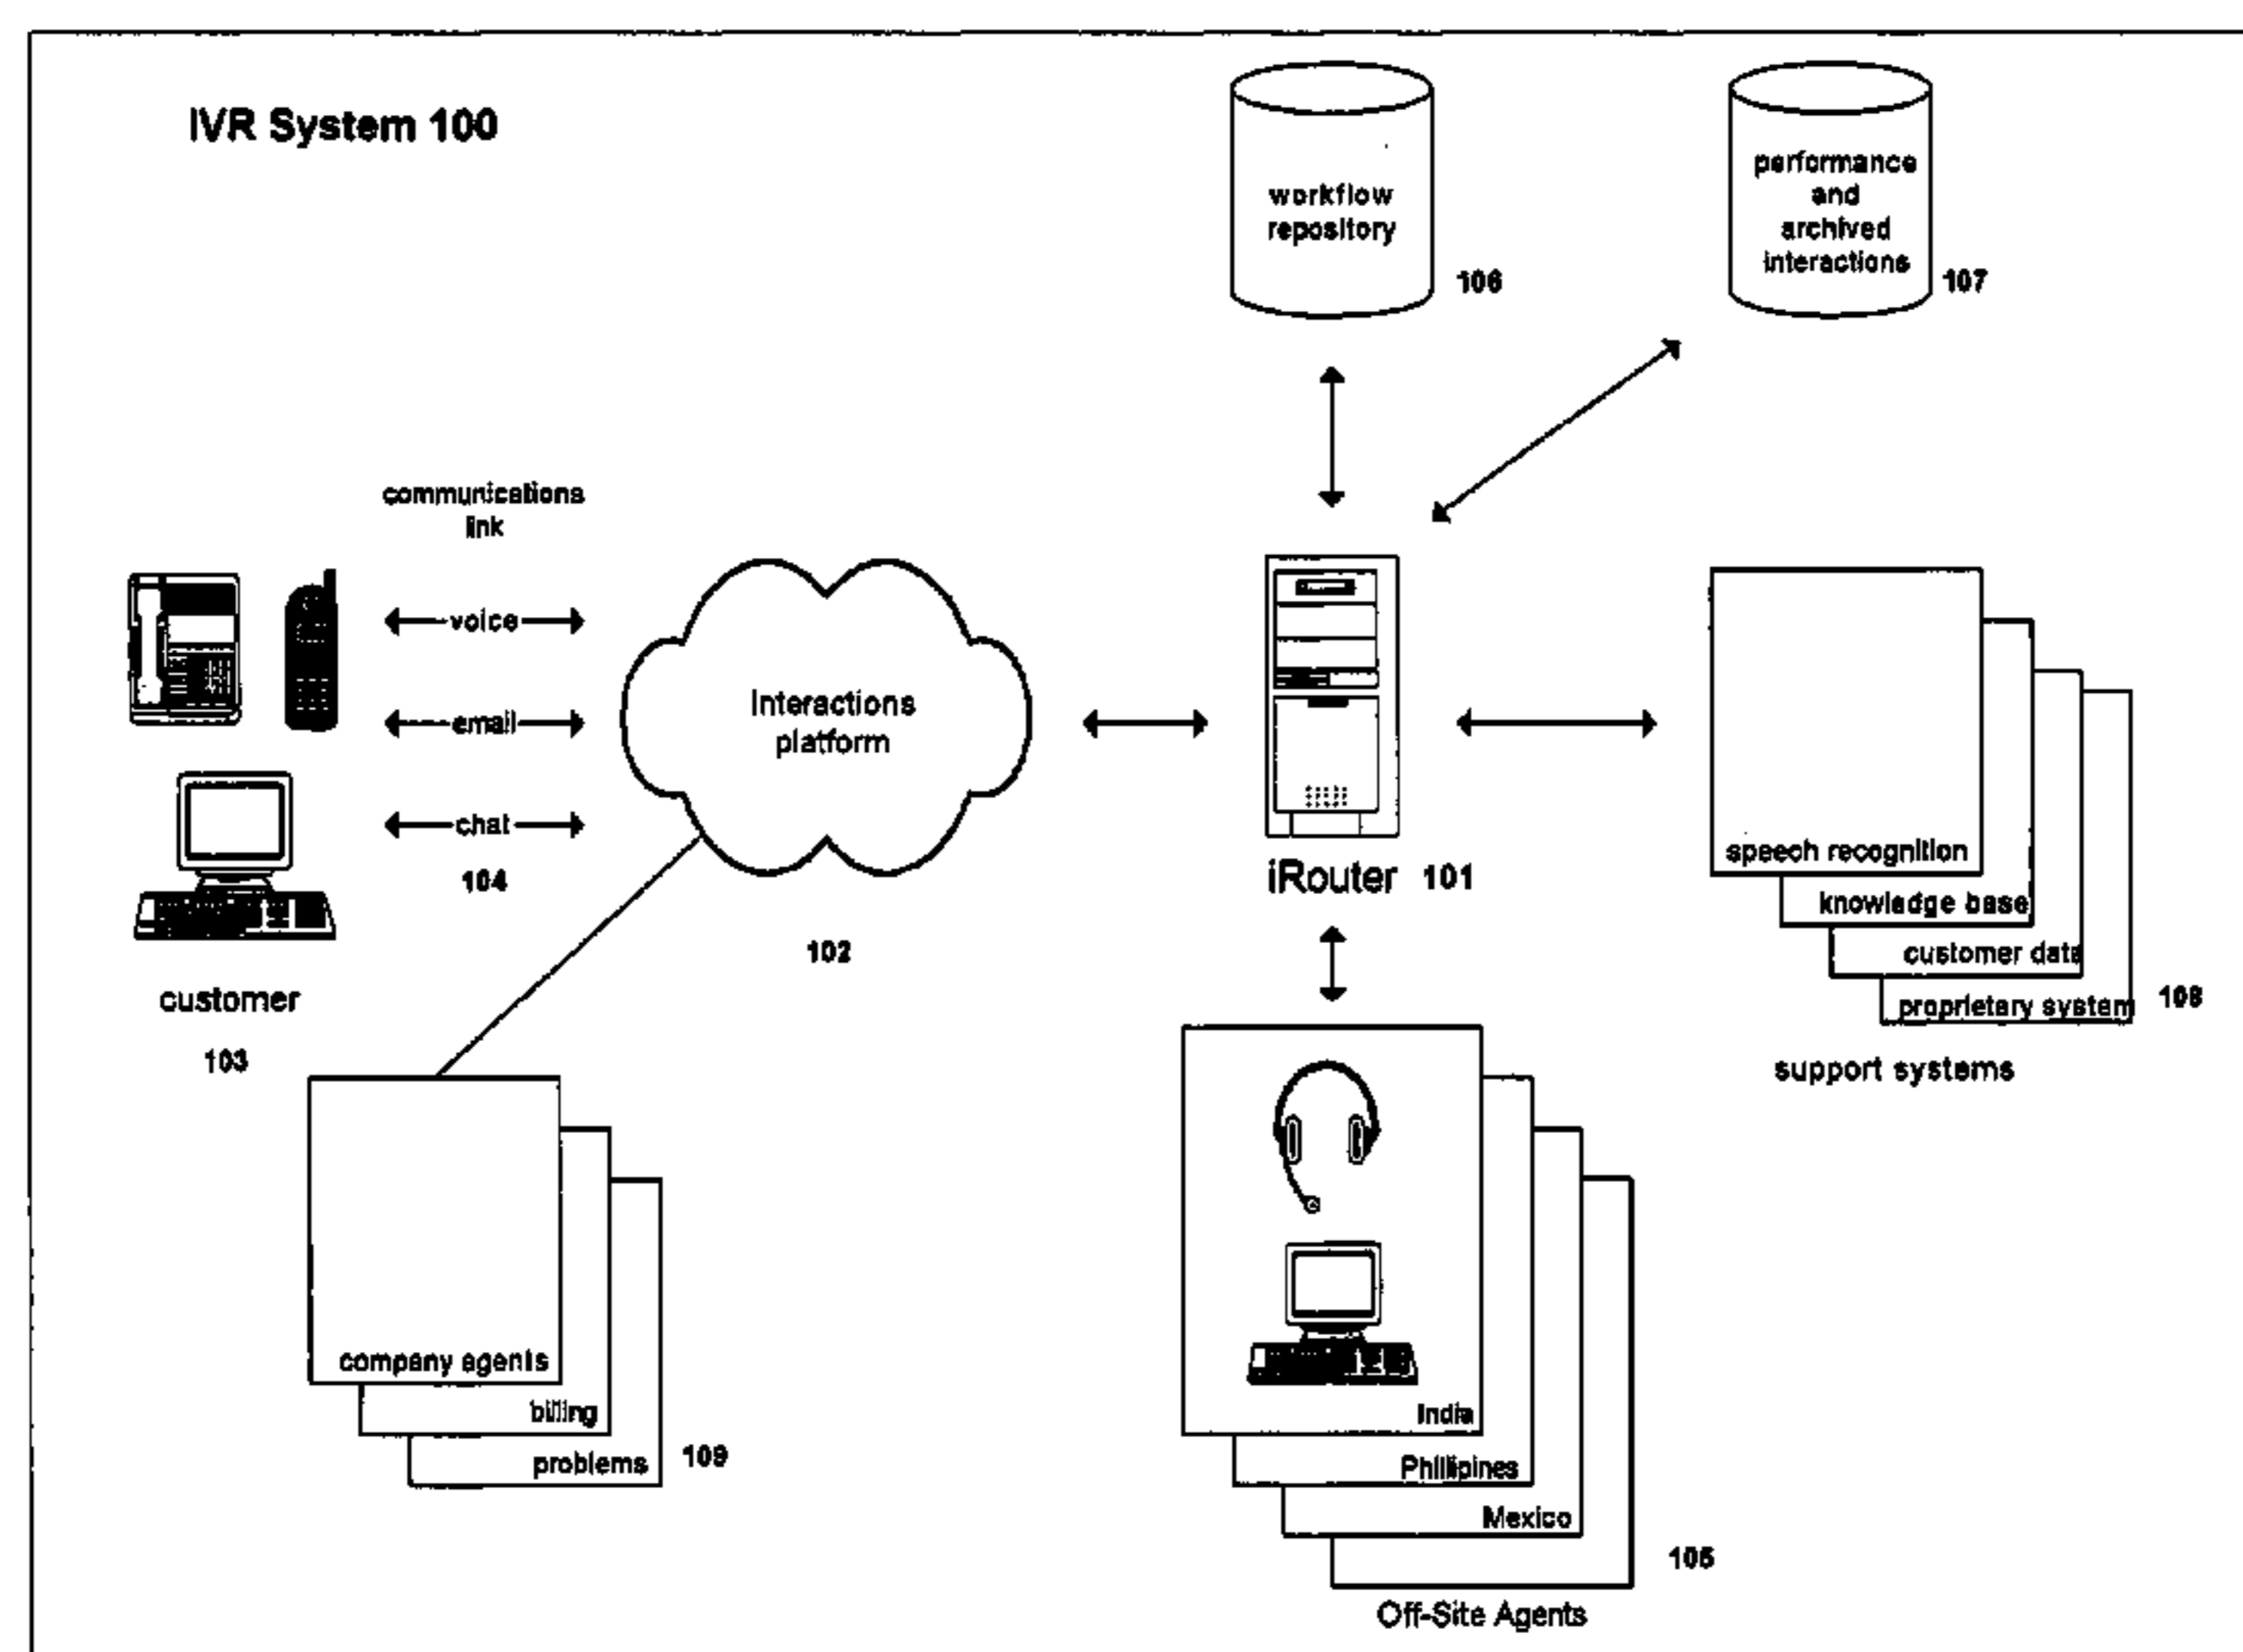 IVR System 100
workflow
repository
106
performance
and
archived
interactions
107
communications
link
voice
email
chat
104
customer
103
Interactions
platform
102
iRouter 101
speech recognition
knowledge base
customer data
proprietary system
108
support systems
company agents
billing
problems
109
India
Phillipines
Mexico
105
Off-Site Agents